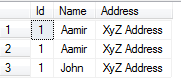 Id Name Address
1 1 Aamir XyZ Address
2 1 Aamir XyZ Address
3 1 John XyZ Address